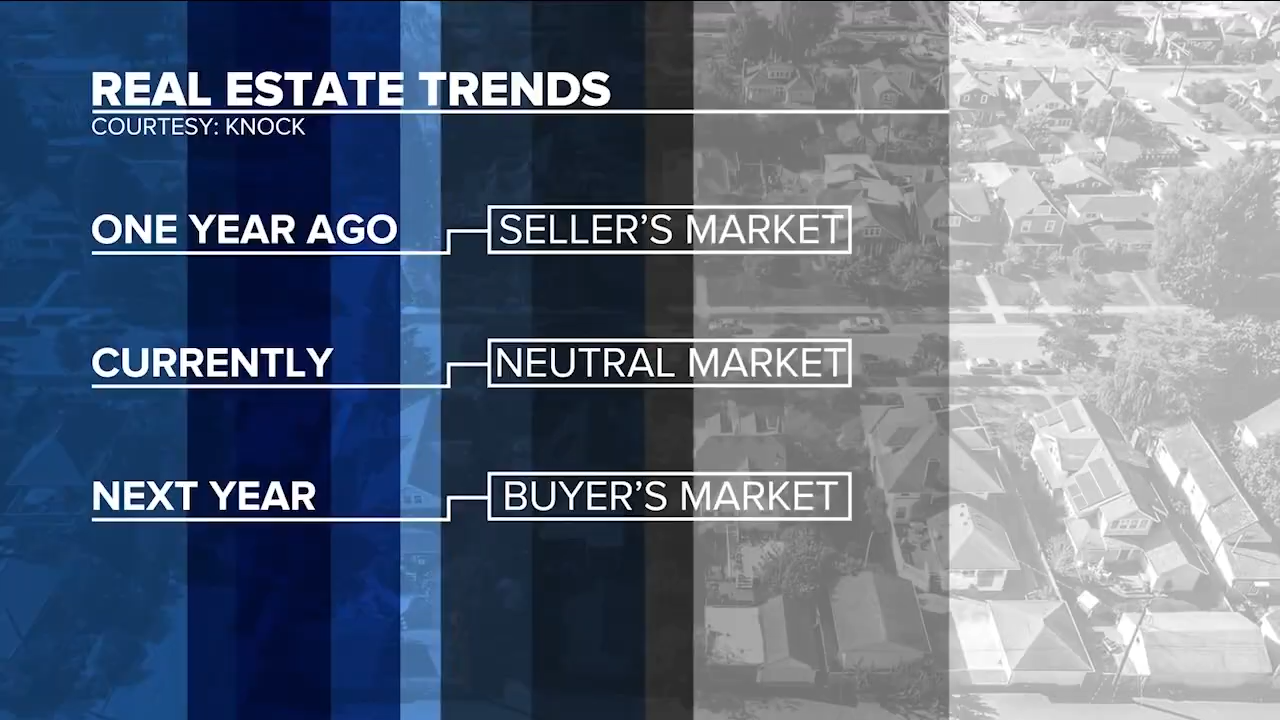 REAL ESTATE TRENDS
COURTESY: KNOCK
ONE YEAR AGO SELLER'S MARKET
CURRENTLY NEUTRAL MARKET
NEXT YEAR BUYER'S MARKET